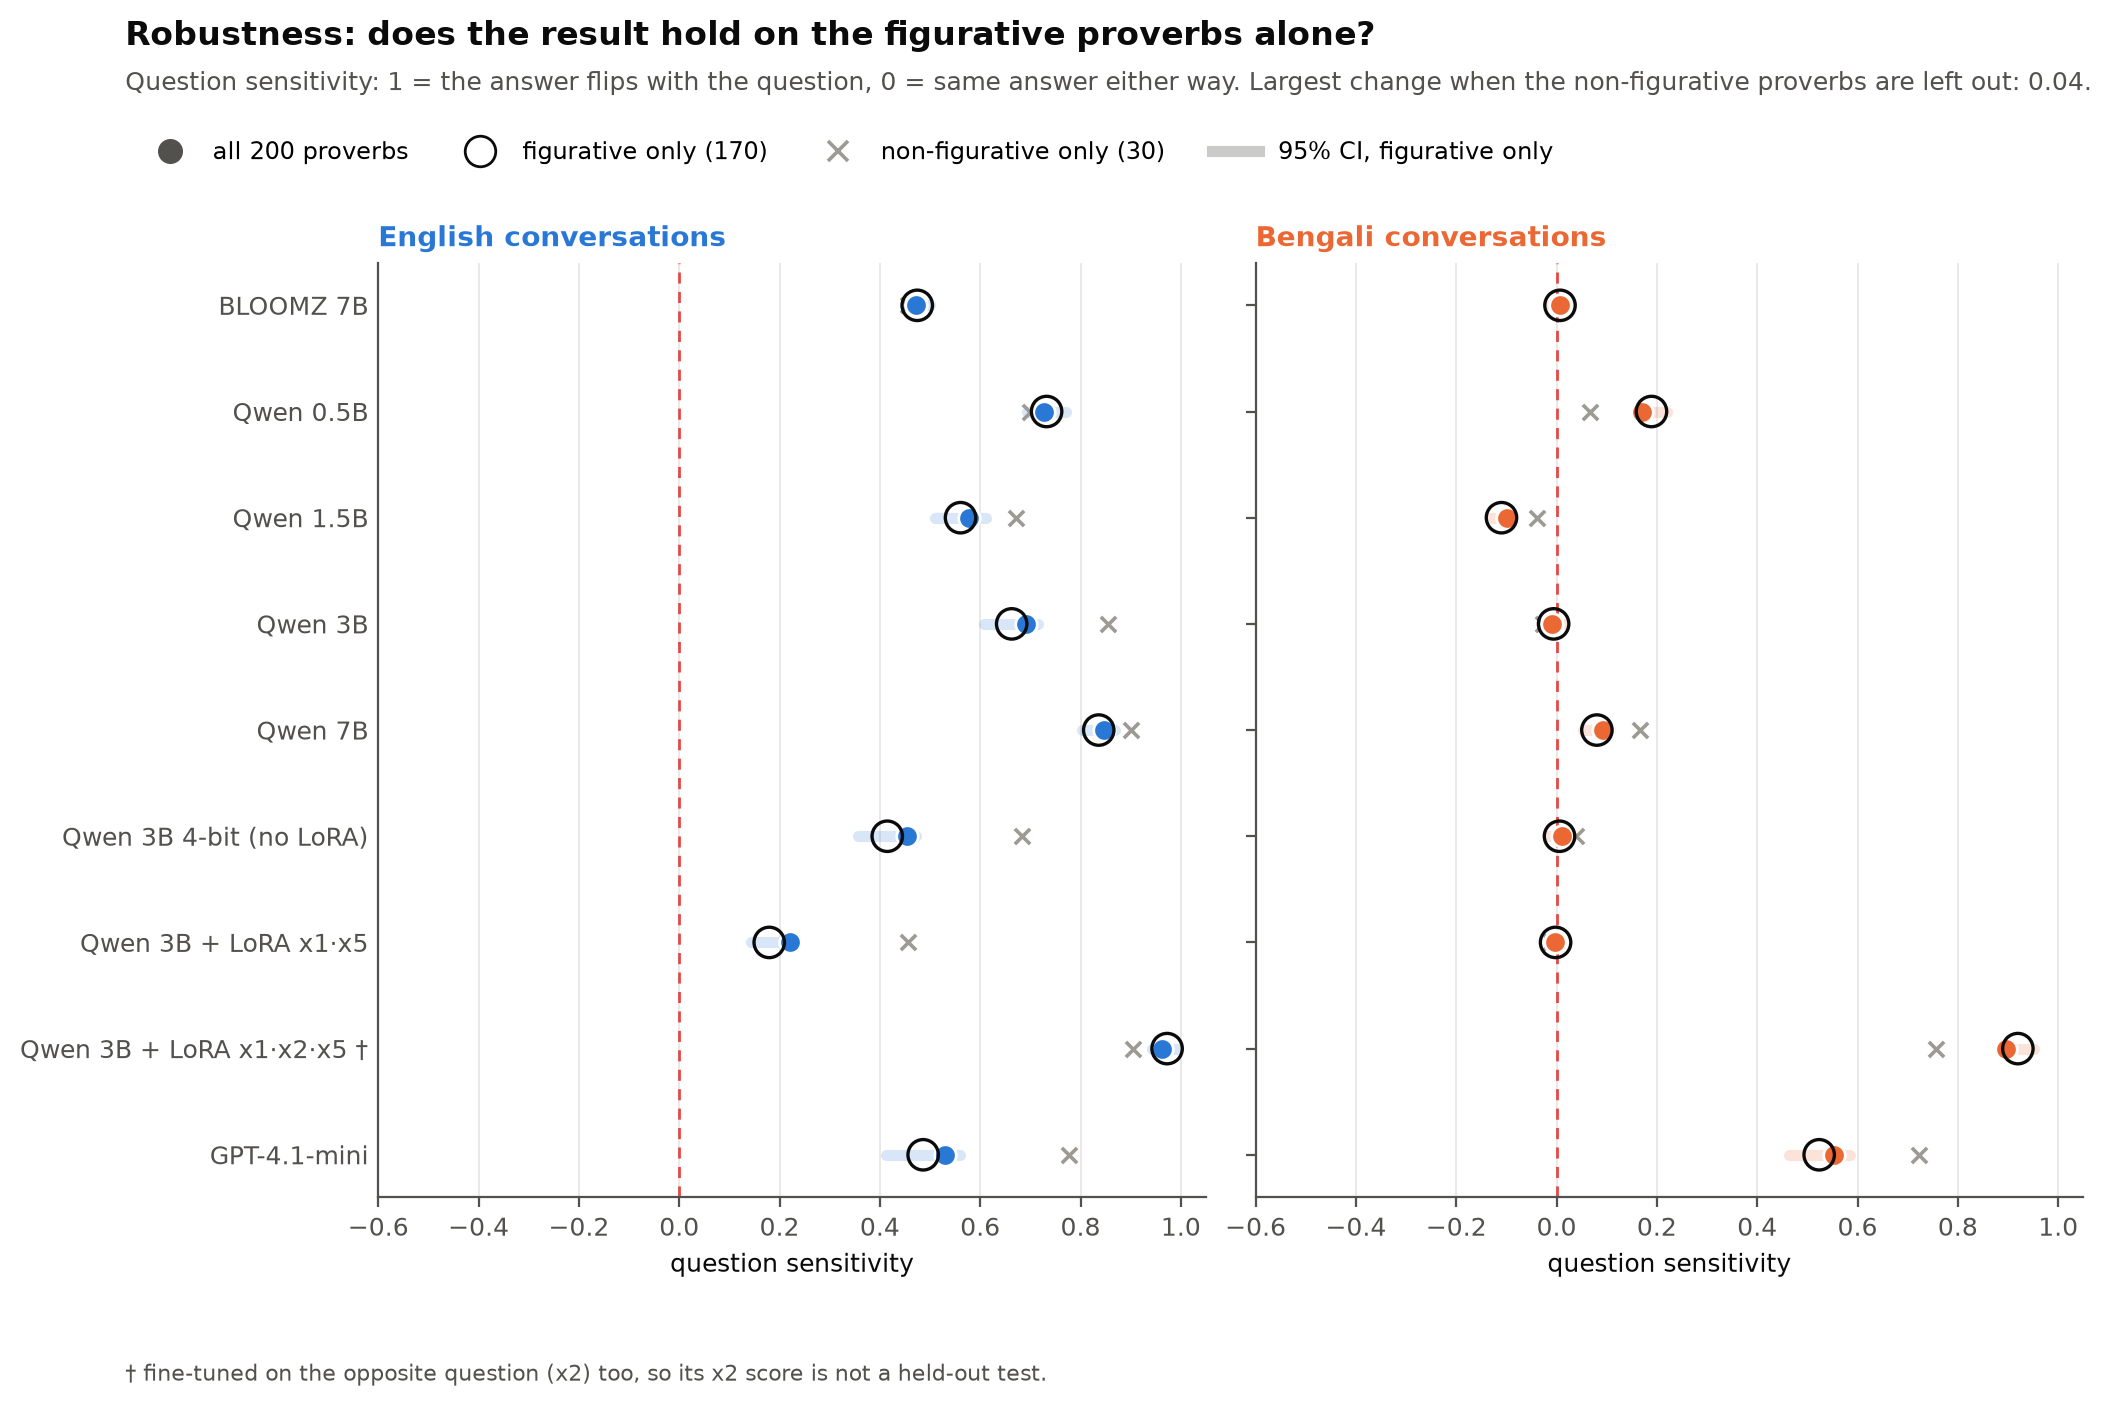 Robustness: does the result hold on the figurative proverbs alone?
Question sensitivity: 1 = the answer flips with the question, 0 = same answer either way. Largest change when the non-figurative proverbs are left out: 0.04.
all 200 proverbs figurative only (170) non-figurative only (30) 95% CI, figurative only
English conversations
Bengali conversations
BLOOMZ 7B
Qwen 0.5B
Qwen 1.5B
Qwen 3B
Qwen 7B
Qwen 3B 4-bit (no LoRA)
Qwen 3B + LoRA x1·x5
Qwen 3B + LoRA x1·x2·x5 †
GPT-4.1-mini
−0.6 −0.4 −0.2 0.0 0.2 0.4 0.6 0.8 1.0
−0.6 −0.4 −0.2 0.0 0.2 0.4 0.6 0.8 1.0
question sensitivity
question sensitivity
† fine-tuned on the opposite question (x2) too, so its x2 score is not a held-out test.